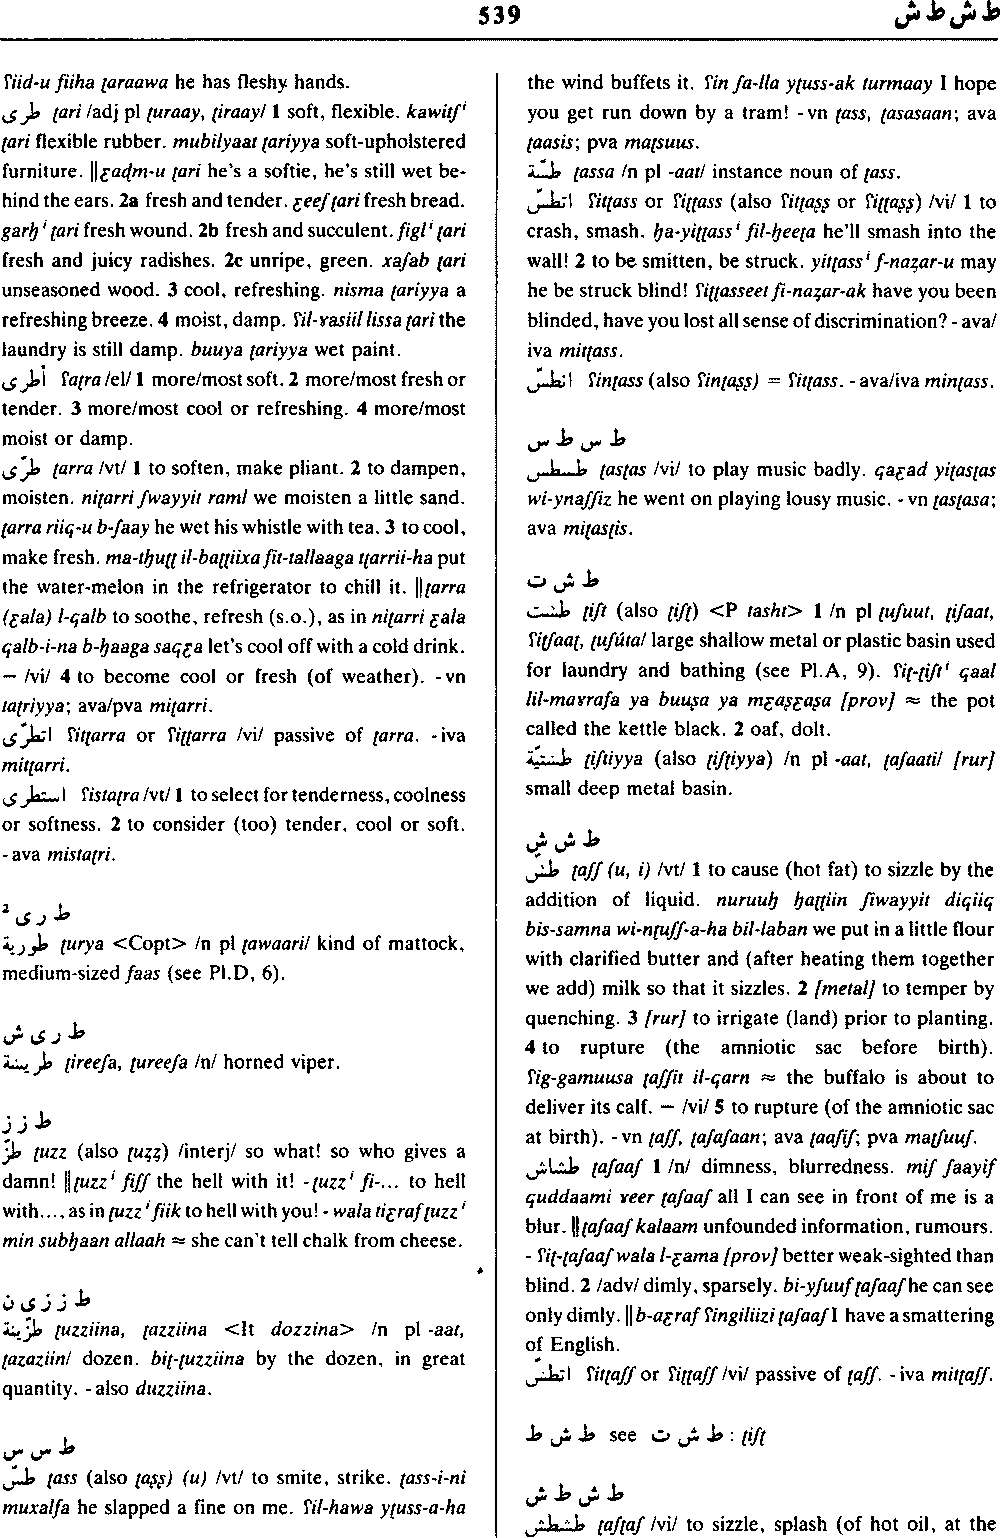 539
ط ش ط ش
ʕiid-u fiiha ṭaraawa he has fleshy hands.
طرى ṭari /adj pl ṭuraay, ṭiraay/ 1 soft, flexible. kawitʃⁱ
ṭari flexible rubber. mubilyaat ṭariyya soft-upholstered
furniture. ‖ɛaḍm-u ṭari he's a softie, he's still wet be-
hind the ears. 2a fresh and tender. ɛeeʃ ṭari fresh bread.
garḥⁱ ṭari fresh wound. 2b fresh and succulent. figlⁱ ṭari
fresh and juicy radishes. 2c unripe, green. xaʃab ṭari
unseasoned wood. 3 cool, refreshing. nisma ṭariyya a
refreshing breeze. 4 moist, damp. ʕil-ɣasiil lissa ṭari the
laundry is still damp. buuya ṭariyya wet paint.
أطرى ʕaṭra /el/ 1 more/most soft. 2 more/most fresh or
tender. 3 more/most cool or refreshing. 4 more/most
moist or damp.
طرّى ṭarra /vt/ 1 to soften, make pliant. 2 to dampen,
moisten. niṭarri ʃwayyit raml we moisten a little sand.
ṭarra riiq-u b-ʃaay he wet his whistle with tea. 3 to cool,
make fresh. ma-tḥuṭṭ il-baṭṭiixa fit-tallaaga tṭarrii-ha put
the water-melon in the refrigerator to chill it. ‖ṭarra
(ɛala) l-qalb to soothe, refresh (s.o.), as in niṭarri ɛala
qalb-i-na b-ḥaaga saqɛa let's cool off with a cold drink.
– /vi/ 4 to become cool or fresh (of weather). -vn
taṭriyya; ava/pva miṭarri.
اتطرّى ʕitṭarra or ʕiṭṭarra /vi/ passive of ṭarra. -iva
mitṭarri.
استطرى ʕistaṭra /vt/ 1 to select for tenderness, coolness
or softness. 2 to consider (too) tender, cool or soft.
-ava mistaṭri.
ط ر ى ²
طورية ṭurya <Copt> /n pl ṭawaari/ kind of mattock,
medium-sized faas (see Pl.D, 6).
ط ر ى ش
طريشة ṭireeʃa, ṭureeʃa /n/ horned viper.
ط ز ز
طزّ ṭuzz (also ṭuẓẓ) /interj/ so what! so who gives a
damn! ‖ṭuzzⁱ fiʃʃ the hell with it! -ṭuzzⁱ fi-... to hell
with..., as in ṭuzzⁱ fiik to hell with you! - wala tiɛraf ṭuzzⁱ
min subḥaan allaah ≈ she can't tell chalk from cheese.
ط ز ز ى ن
طزّينة ṭuzziina, ṭazziina <It dozzina> /n pl -aat,
ṭazaziin/ dozen. biṭ-ṭuzziina by the dozen, in great
quantity. -also duzziina.
ط س س
طسّ ṭass (also ṭaṣṣ) (u) /vt/ to smite, strike. ṭass-i-ni
muxalfa he slapped a fine on me. ʕil-hawa yṭuss-a-ha
the wind buffets it. ʕin ʃa-lla yṭuss-ak turmaay I hope
you get run down by a tram! -vn ṭass, ṭasasaan; ava
ṭaasis; pva maṭsuus.
طسّة ṭassa /n pl -aat/ instance noun of ṭass.
اتطسّ ʕitṭass or ʕiṭṭass (also ʕitṭaṣṣ or ʕiṭṭaṣṣ) /vi/ 1 to
crash, smash. ḥa-yiṭṭassⁱ fil-ḥeeṭa he'll smash into the
wall! 2 to be smitten, be struck. yitṭassⁱ f-naẓar-u may
he be struck blind! ʕiṭṭasseet fi-naẓar-ak have you been
blinded, have you lost all sense of discrimination? - ava/
iva mitṭass.
انطسّ ʕinṭass (also ʕinṭaṣṣ) = ʕitṭass. -ava/iva minṭass.
ط س ط س
طسطس ṭasṭas /vi/ to play music badly. qaɛad yiṭasṭas
wi-ynaʃʃiz he went on playing lousy music. -vn ṭasṭasa;
ava miṭasṭis.
ط ش ت
طشت ṭiʃt (also ṭiʃṭ) <P tasht> 1 /n pl ṭuʃuut, ṭiʃaat,
ʕiṭʃaaṭ, ṭuʃúta/ large shallow metal or plastic basin used
for laundry and bathing (see Pl.A, 9). ʕiṭ-ṭiʃtⁱ qaal
lil-maɣrafa ya buuṣa ya mɛaṣɛaṣa [prov] ≈ the pot
called the kettle black. 2 oaf, dolt.
طشتيّة ṭiʃtiyya (also ṭiʃṭiyya) /n pl -aat, ṭaʃaati/ [rur]
small deep metal basin.
ط ش ش
طشّ ṭaʃʃ (u, i) /vt/ 1 to cause (hot fat) to sizzle by the
addition of liquid. nuruuḥ ḥaṭṭiin ʃiwayyit diqiiq
bis-samna wi-nṭuʃʃ-a-ha bil-laban we put in a little flour
with clarified butter and (after heating them together
we add) milk so that it sizzles. 2 [metal] to temper by
quenching. 3 [rur] to irrigate (land) prior to planting.
4 to rupture (the amniotic sac before birth).
ʕig-gamuusa ṭaʃʃit il-qarn ≈ the buffalo is about to
deliver its calf. – /vi/ 5 to rupture (of the amniotic sac
at birth). -vn ṭaʃʃ, ṭaʃaʃaan; ava ṭaaʃiʃ; pva maṭʃuuʃ.
طشاش ṭaʃaaʃ 1 /n/ dimness, blurredness. miʃ ʃaayif
quddaami ɣeer ṭaʃaaʃ all I can see in front of me is a
blur. ‖ṭaʃaaʃ kalaam unfounded information, rumours.
- ʕiṭ-ṭaʃaaʃ wala l-ɛama [prov] better weak-sighted than
blind. 2 /adv/ dimly, sparsely. bi-yʃuuf ṭaʃaaʃ he can see
only dimly. ‖b-aɛraf ʕingiliizi ṭaʃaaʃ I have a smattering
of English.
اتطشّ ʕitṭaʃʃ or ʕiṭṭaʃʃ /vi/ passive of ṭaʃʃ. -iva mitṭaʃʃ.
ط ش ط see ط ش ت : ṭiʃṭ
ط ش ط ش
طشطش ṭaʃṭaʃ /vi/ to sizzle, splash (of hot oil, at the